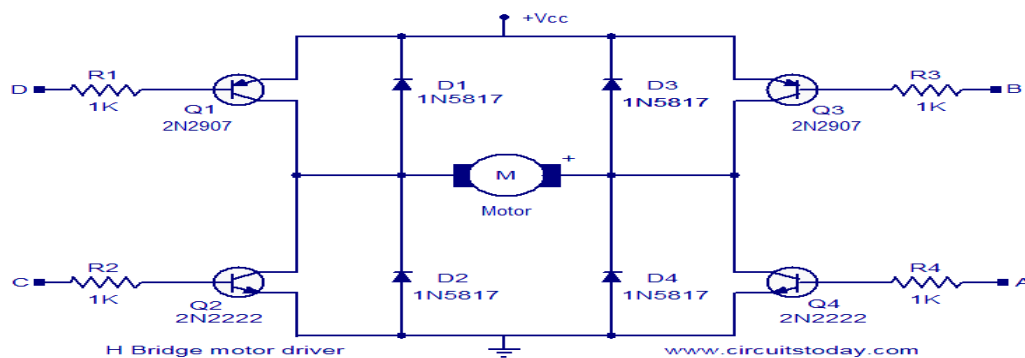 +Vcc
R1
D
1K
Q1
2N2907
D1
1N5817
D3
1N5817
R3
B
1K
Q3
2N2907
+
M
Motor
R2
C
1K
Q2
2N2222
D2
1N5817
D4
1N5817
R4
A
1K
Q4
2N2222
H Bridge motor driver
www.circuitstoday.com